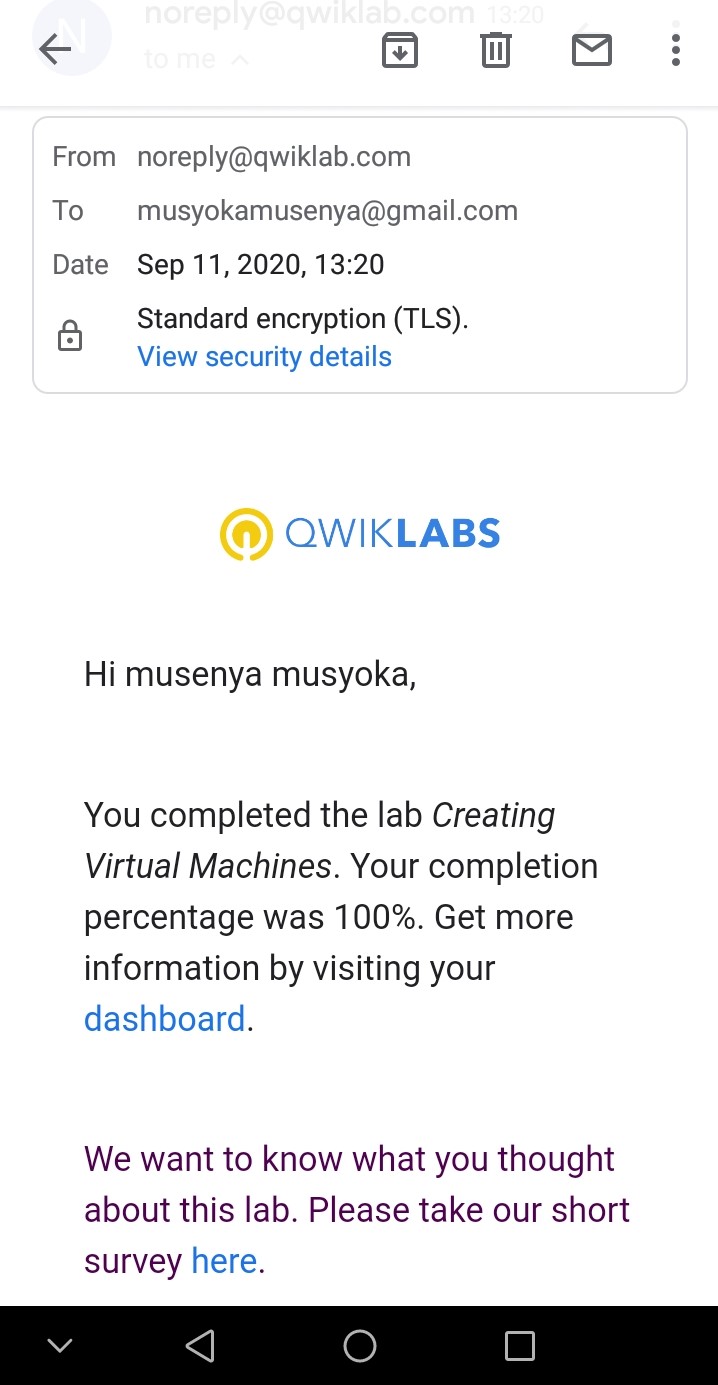 noreply@qwiklab.com 13:20
N
to me
From noreply@qwiklab.com
To musyokamusenya@gmail.com
Date Sep 11, 2020, 13:20
Standard encryption (TLS).
View security details
QWIKLABS
Hi musenya musyoka,
You completed the lab Creating
Virtual Machines. Your completion
percentage was 100%. Get more
information by visiting your
dashboard.
We want to know what you thought
about this lab. Please take our short
survey here.